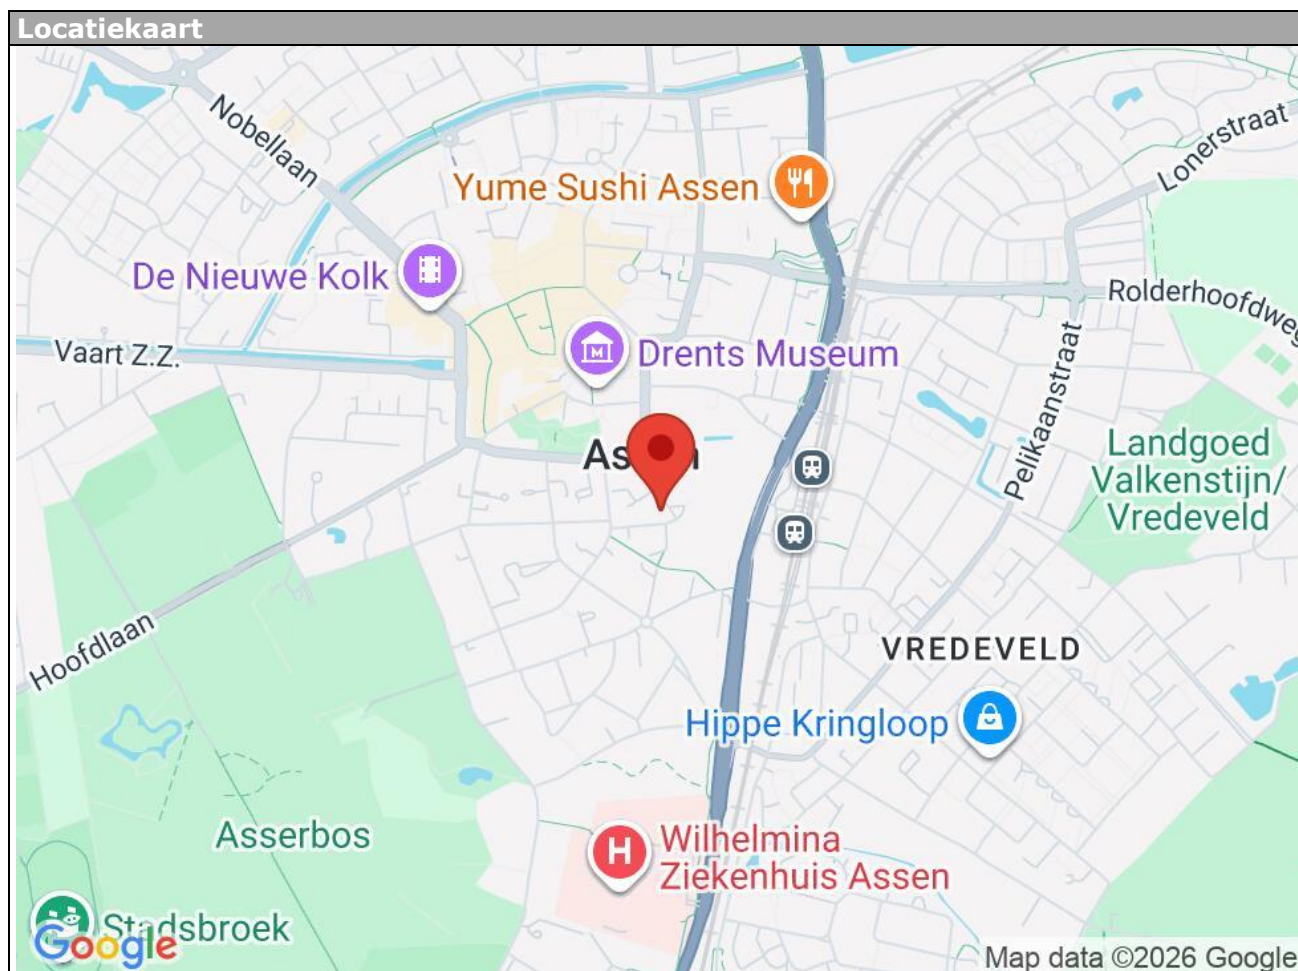 Locatiekaart
Nobellaan
Lonerstraat
Yume Sushi Assen
De Nieuwe Kolk
Rolderhoofdweg
Vaart Z.Z.
Drents Museum
Pelikaanstraat
Landgoed
Valkenstijn/
Vredeveld
Hoofdlaan
VREDEVELD
Hippe Kringloop
Asserbos
H
Wilhelmina
Ziekenhuis Assen
Stadsbroek
Google
Map data ©2026 Google